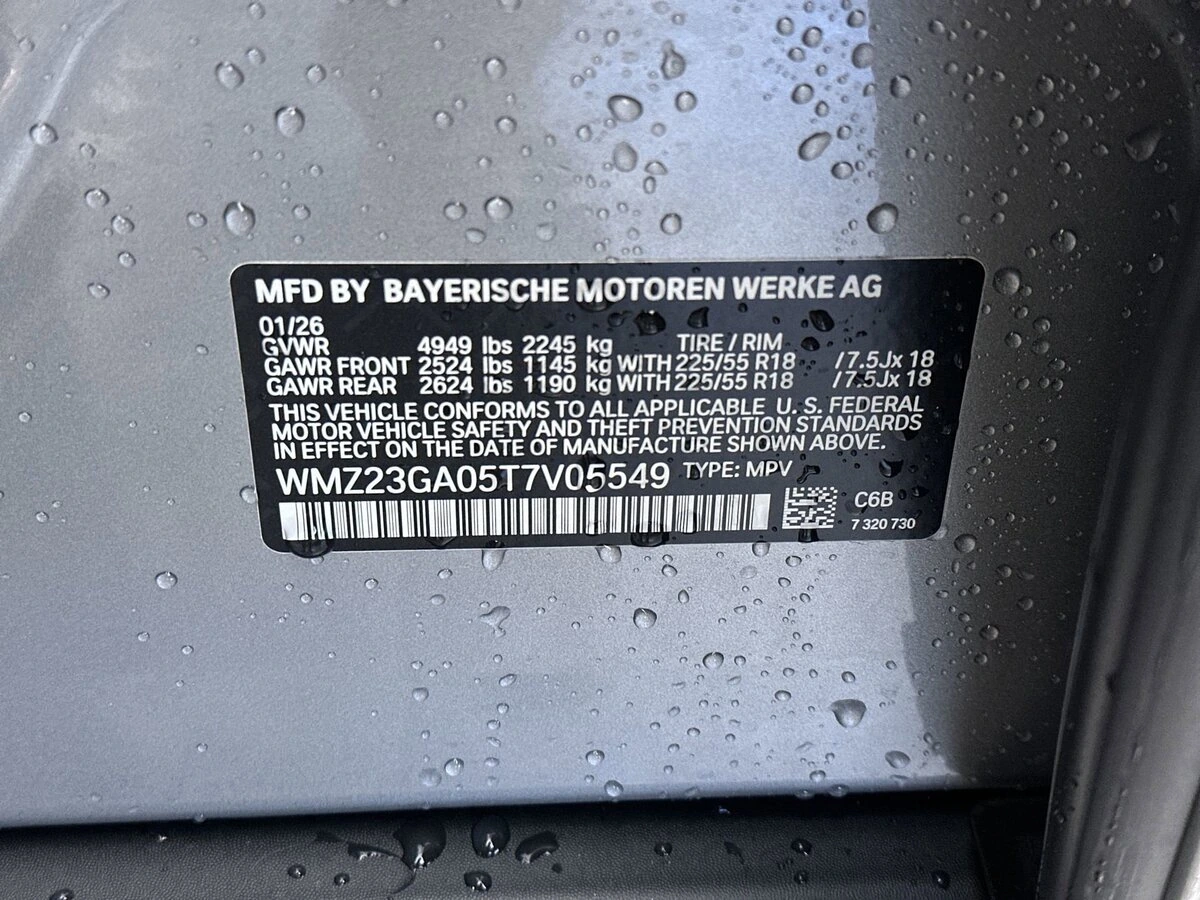 MFD BY BAYERISCHE MOTOREN WERKE AG
01/26
GVWR 4949 lbs 2245 kg TIRE / RIM
GAWR FRONT 2524 lbs 1145 kg WITH 225/55 R18 / 7.5Jx 18
GAWR REAR 2624 lbs 1190 kg WITH 225/55 R18 / 7.5Jx 18
THIS VEHICLE CONFORMS TO ALL APPLICABLE U. S. FEDERAL
MOTOR VEHICLE SAFETY AND THEFT PREVENTION STANDARDS
IN EFFECT ON THE DATE OF MANUFACTURE SHOWN ABOVE.
WMZ23GA05T7V05549 TYPE: MPV
C6B
7 320 730